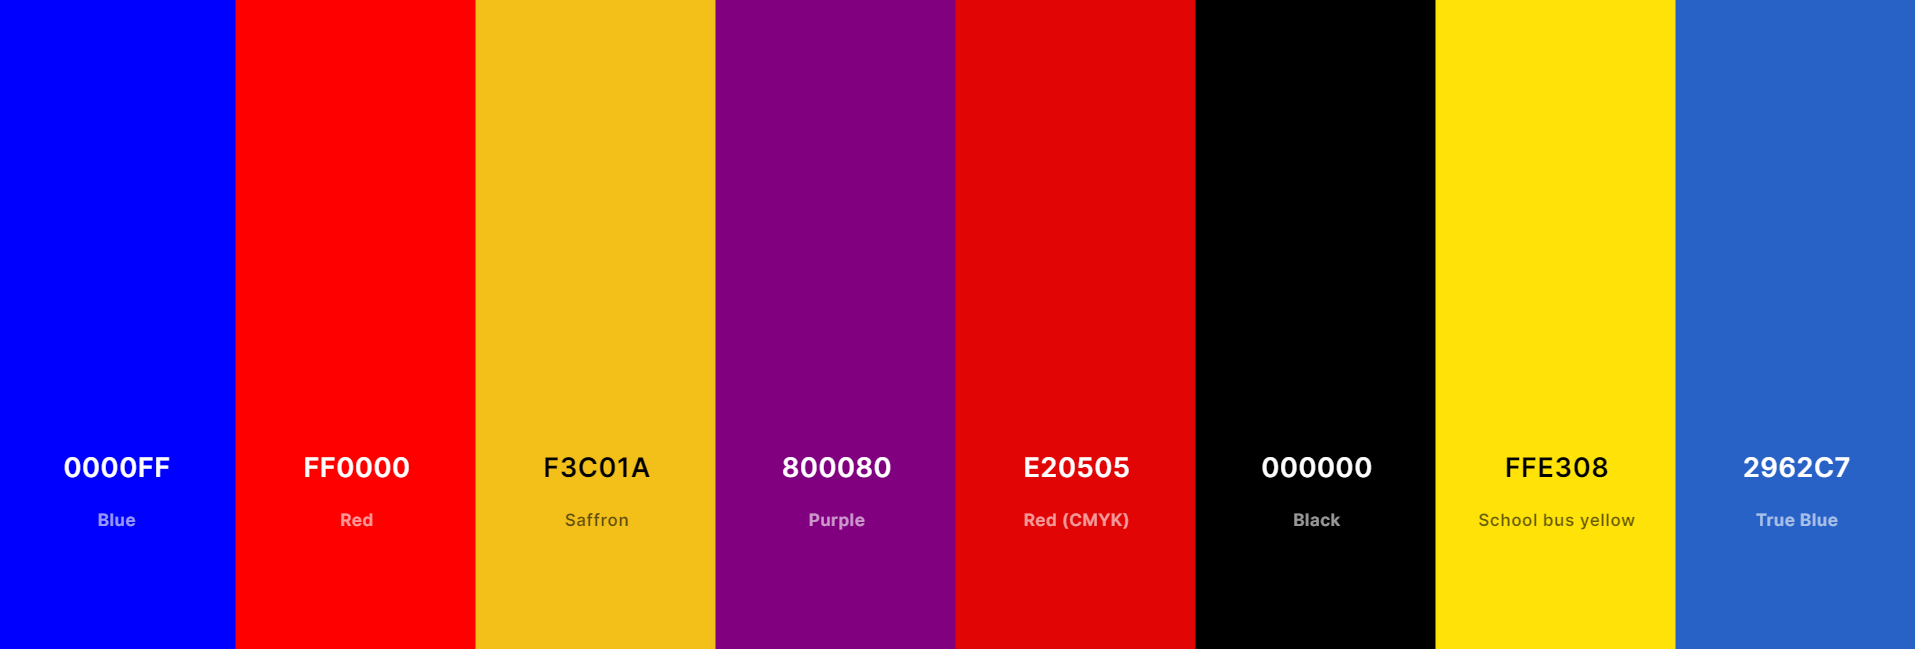 0000FF
Blue
FF0000
Red
F3C01A
Saffron
800080
Purple
E20505
Red (CMYK)
000000
Black
FFE308
School bus yellow
2962C7
True Blue